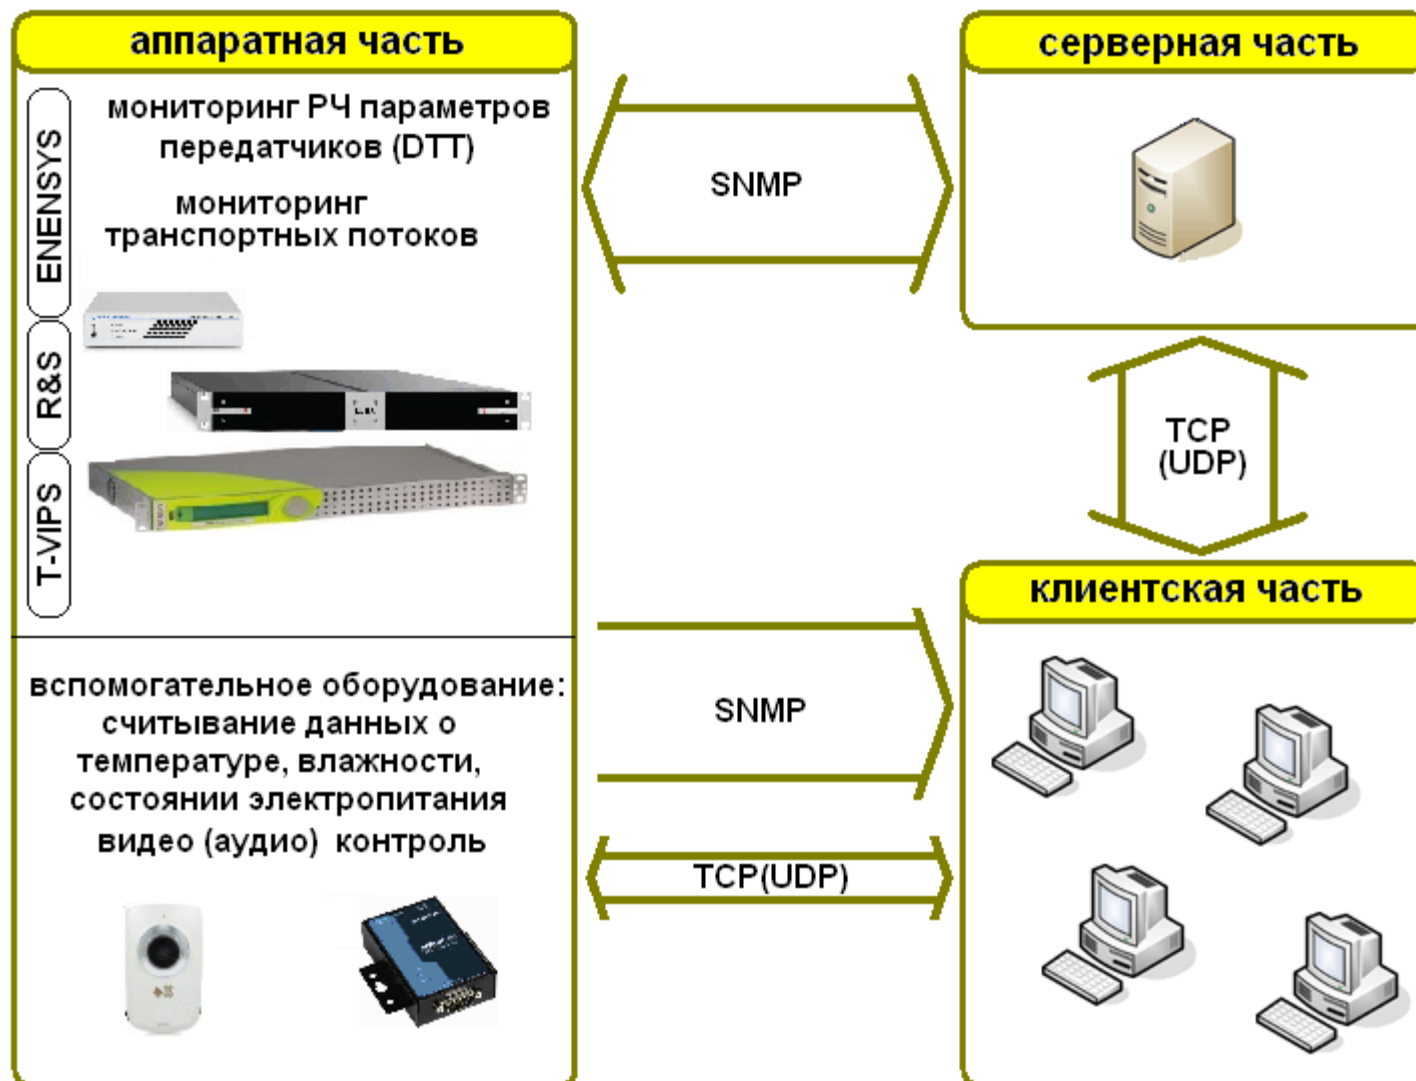 аппаратная часть
мониторинг РЧ параметров
передатчиков (DTT)
мониторинг
транспортных потоков
ENENSYS
R&S
T-VIPS
вспомогательное оборудование:
считывание данных о
температуре, влажности,
состоянии электропитания
видео (аудио) контроль
SNMP
серверная часть
TCP
(UDP)
SNMP
TCP(UDP)
клиентская часть